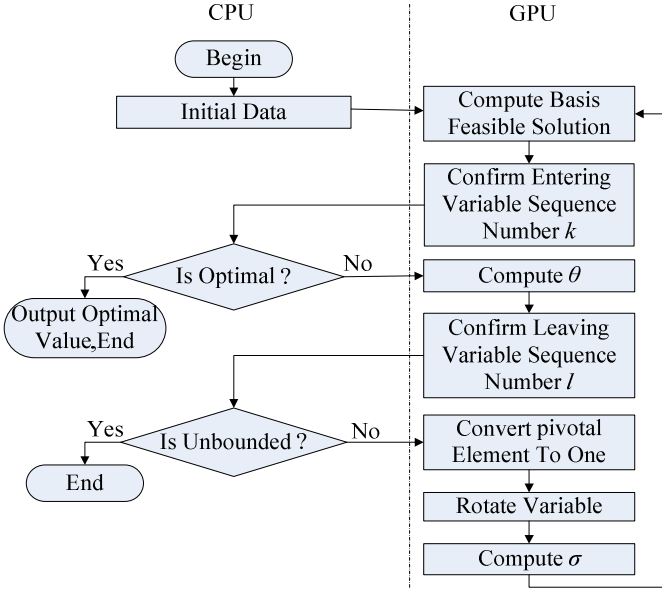 CPU
GPU
Begin
Initial Data
Compute Basis
Feasible Solution
Confirm Entering
Variable Sequence
Number k
Is Optimal ?
Yes
No
Output Optimal
Value,End
Compute θ
Confirm Leaving
Variable Sequence
Number l
Is Unbounded ?
Yes
No
End
Convert pivotal
Element To One
Rotate Variable
Compute σ